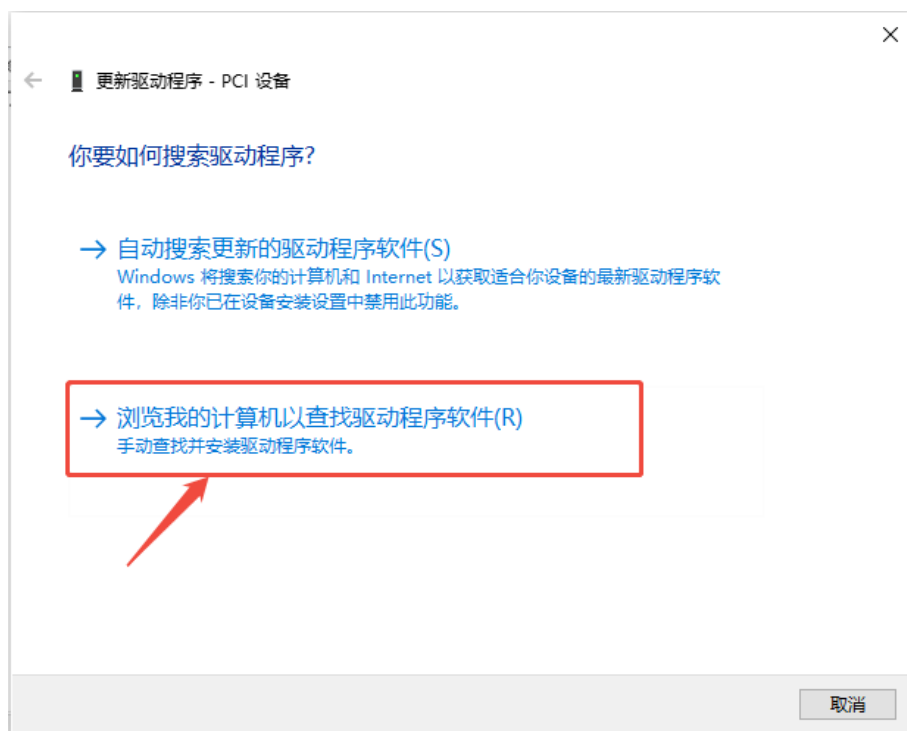 更新驱动程序 - PCI 设备
你要如何搜索驱动程序?
自动搜索更新的驱动程序软件(S)
Windows 将搜索你的计算机和 Internet 以获取适合你设备的最新驱动程序软
件，除非你已在设备安装设置中禁用此功能。
浏览我的计算机以查找驱动程序软件(R)
手动查找并安装驱动程序软件。
取消